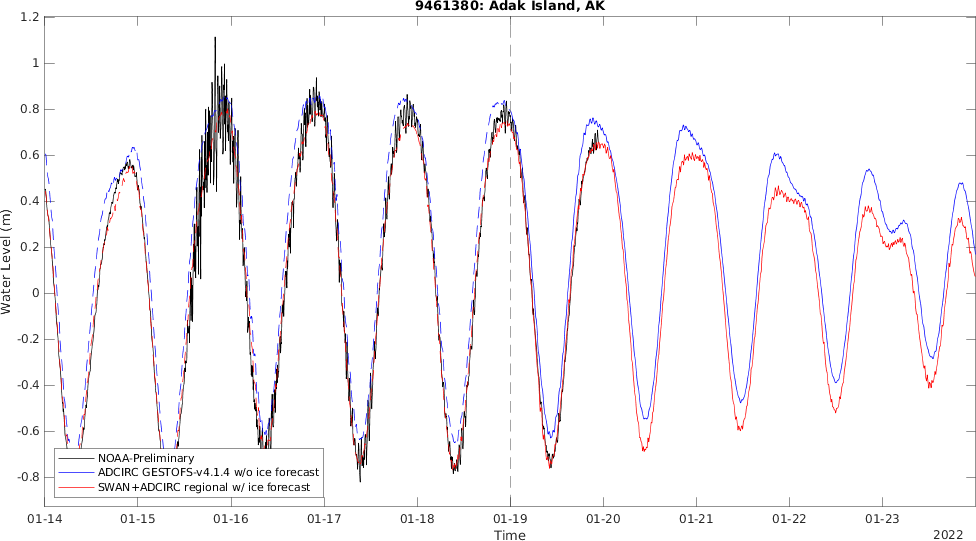 9461380: Adak Island, AK
1.2
1
0.8
0.6
0.4
0.2
0
-0.2
-0.4
-0.6
-0.8
Water Level (m)
NOAA-Preliminary
ADCIRC GESTOFS-v4.1.4 w/o ice forecast
SWAN+ADCIRC regional w/ ice forecast
01-14 01-15 01-16 01-17 01-18 01-19 01-20 01-21 01-22 01-23
Time
2022